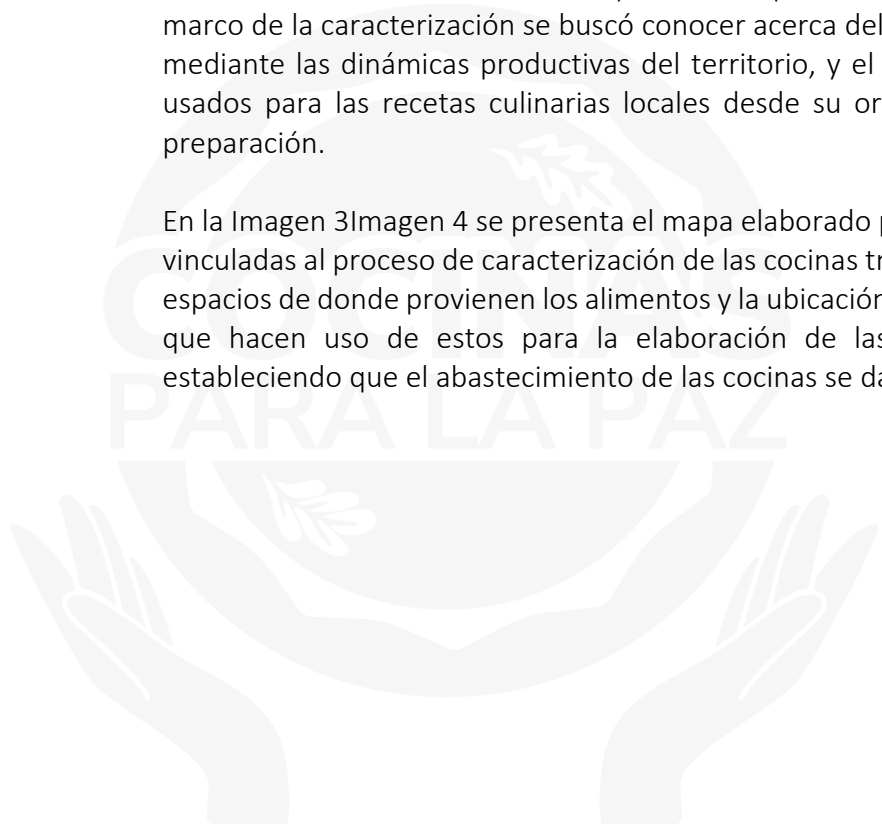 marco de la caracterización se buscó conocer acerca del
mediante las dinámicas productivas del territorio, y el
usados para las recetas culinarias locales desde su or
preparación.
En la Imagen 3Imagen 4 se presenta el mapa elaborado p
vinculadas al proceso de caracterización de las cocinas tr
espacios de donde provienen los alimentos y la ubicación
que hacen uso de estos para la elaboración de las
estableciendo que el abastecimiento de las cocinas se da
COCINAS
PARA LA PAZ